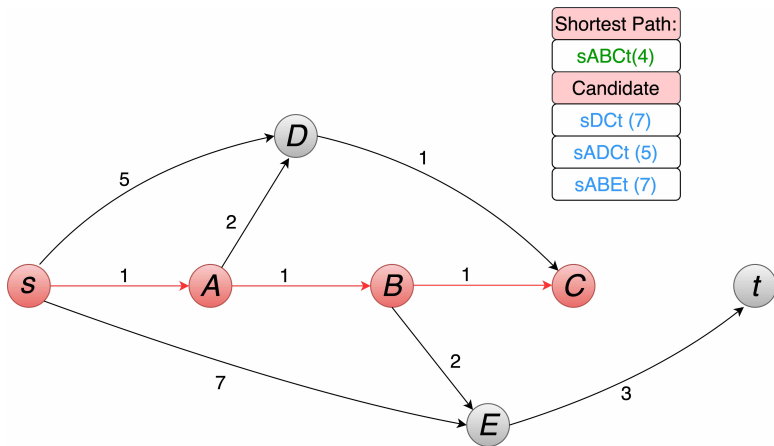 Shortest Path:
sABCt(4)
Candidate
sDCt (7)
sADCt (5)
sABEt (7)
D
5
1
2
s
1
A
1
B
1
C
t
2
7
3
E